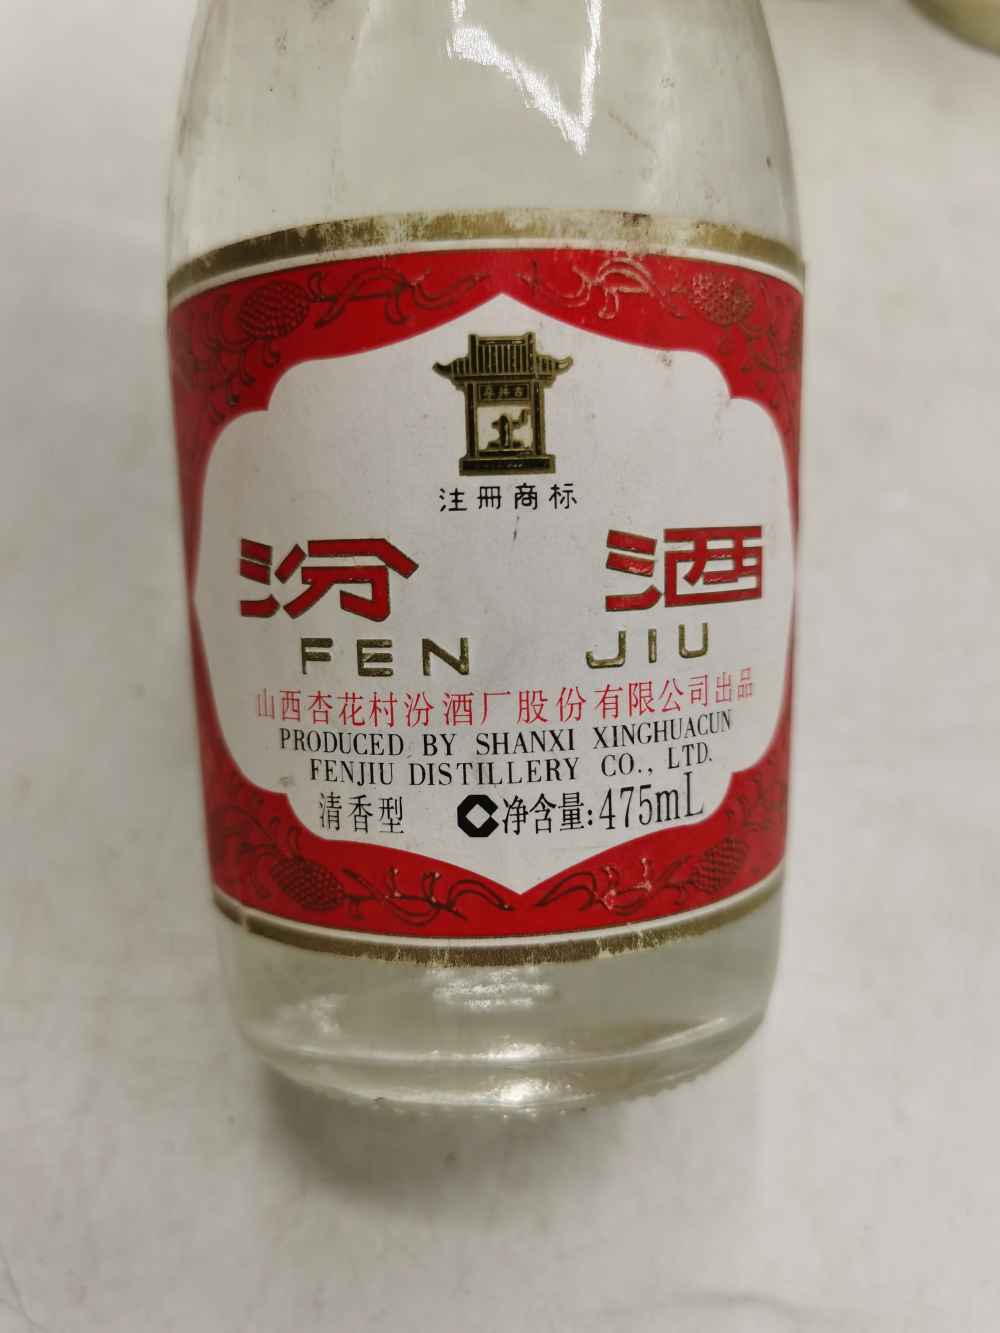 注册商标
汾酒
FEN JIU
山西杏花村汾酒厂股份有限公司出品
PRODUCED BY SHANXI XINGHUACUN
FENJIU DISTILLERY CO., LTD.
清香型 净含量:475mL